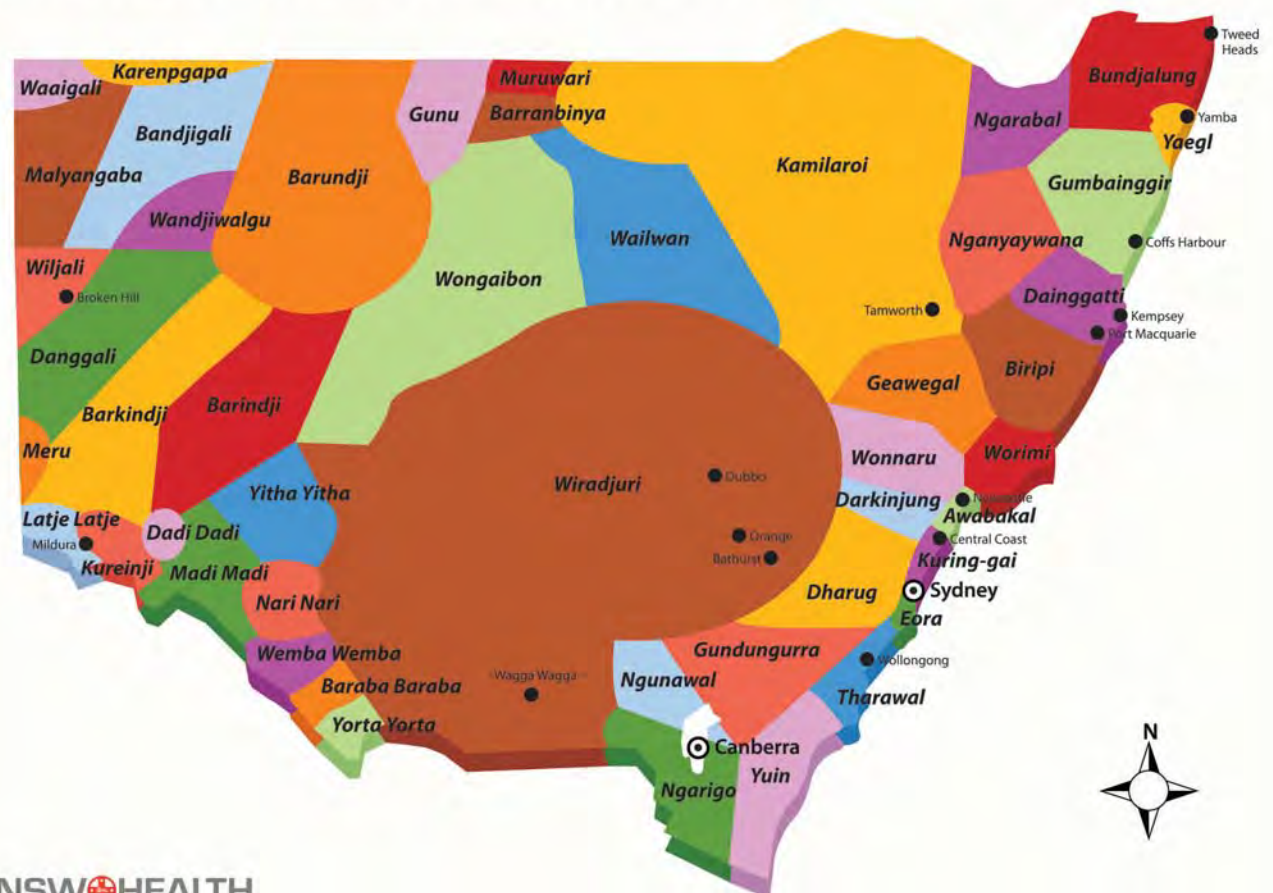 Tweed
Heads
Karenpgapa
Muruwari
Bundjalung
Waaigali
Gunu
Barranbinya
Ngarabal
Yamba
Bandjigali
Yaegl
Kamilaroi
Malyangaba
Barundji
Gumbainggir
Wandjiwalgu
Wailwan
Nganyaywana
Coffs Harbour
Wiljali
Wongaibon
Broken Hill
Dainggatti
Tamworth
Kempsey
Port Macquarie
Danggali
Biripi
Geawegal
Barkindji
Barindji
Meru
Wonnaru
Worimi
Dubbo
Wiradjuri
Yitha Yitha
Darkinjung
Newcastle
Latje Latje
Awabakal
Dadi Dadi
Orange
Central Coast
Mildura
Bathurst
Kuring-gai
Kureinji
Madi Madi
Dharug
Sydney
Nari Nari
Eora
Gundungurra
Wemba Wemba
Wollongong
Wagga Wagga
Ngunawal
Baraba Baraba
Tharawal
Yorta Yorta
Canberra
N
Yuin
Ngarigo
NSW HEALTH